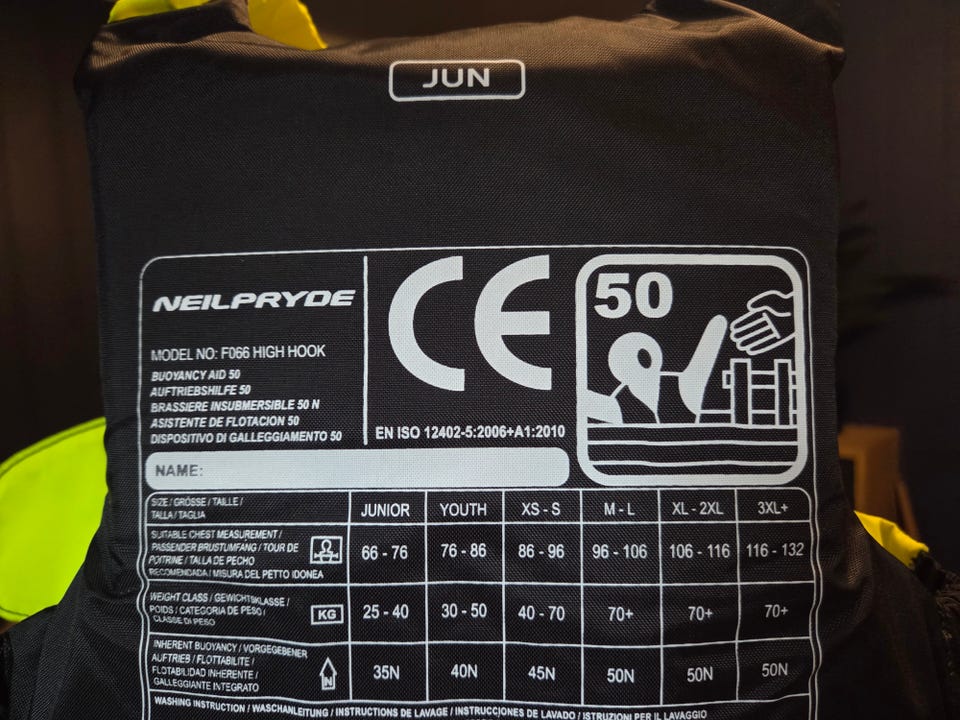 JUN
NEILPRYDE
MODEL NO: F066 HIGH HOOK
BUOYANCY AID 50
AUFTRIEBSHILFE 50
BRASSIERE INSUBMERSIBLE 50 N
ASISTENTE DE FLOTACION 50
DISPOSITIVO DI GALLEGGIAMENTO 50
CE
EN ISO 12402-5:2006+A1:2010
50
NAME:
SIZE / GRÖSSE / TAILLE /
TALLA / TAGLIA
JUNIOR YOUTH XS - S M - L XL - 2XL 3XL+
SUITABLE CHEST MEASUREMENT /
PASSENDER BRUSTUMFANG / TOUR DE
POITRINE / TALLA DE PECHO
RECOMENDADA / MISURA DEL PETTO IDONEA
66 - 76 76 - 86 86 - 96 96 - 106 106 - 116 116 - 132
WEIGHT CLASS / GEWICHTSKLASSE /
POIDS / CATEGORIA DE PESO /
CLASSE DI PESO
KG
25 - 40 30 - 50 40 - 70 70+ 70+ 70+
INHERENT BUOYANCY / VORGEGEBENER
AUFTRIEB / FLOTTABILITE /
FLOTABILIDAD INHERENTE /
GALLEGGIANTE INTEGRATO
N
35N 40N 45N 50N 50N 50N
WASHING INSTRUCTION / WASCHANLEITUNG / INSTRUCTIONS DE LAVAGE / INSTRUCCIONES DE LAVADO / ISTRUZIONI PER IL LAVAGGIO